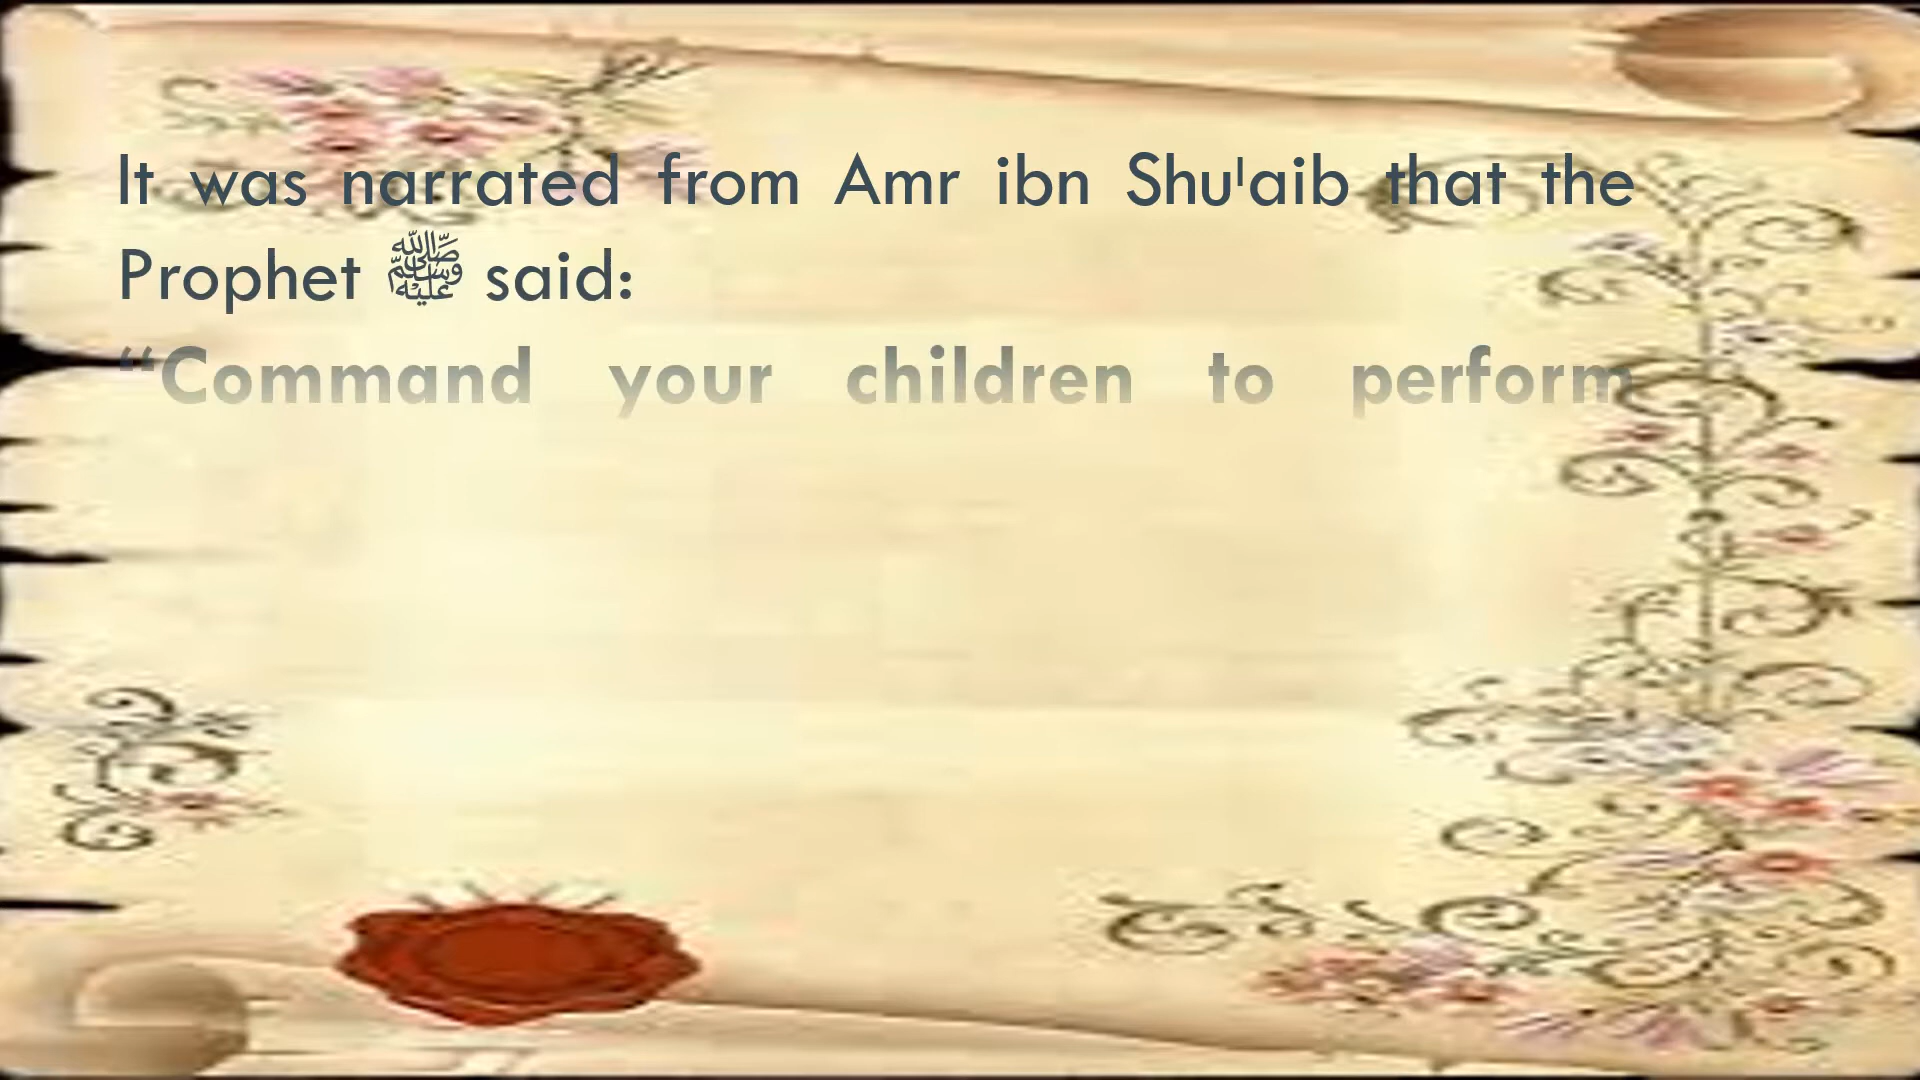 It was narrated from Amr ibn Shu'aib that the
Prophet ﷺ said:
“Command your children to perform